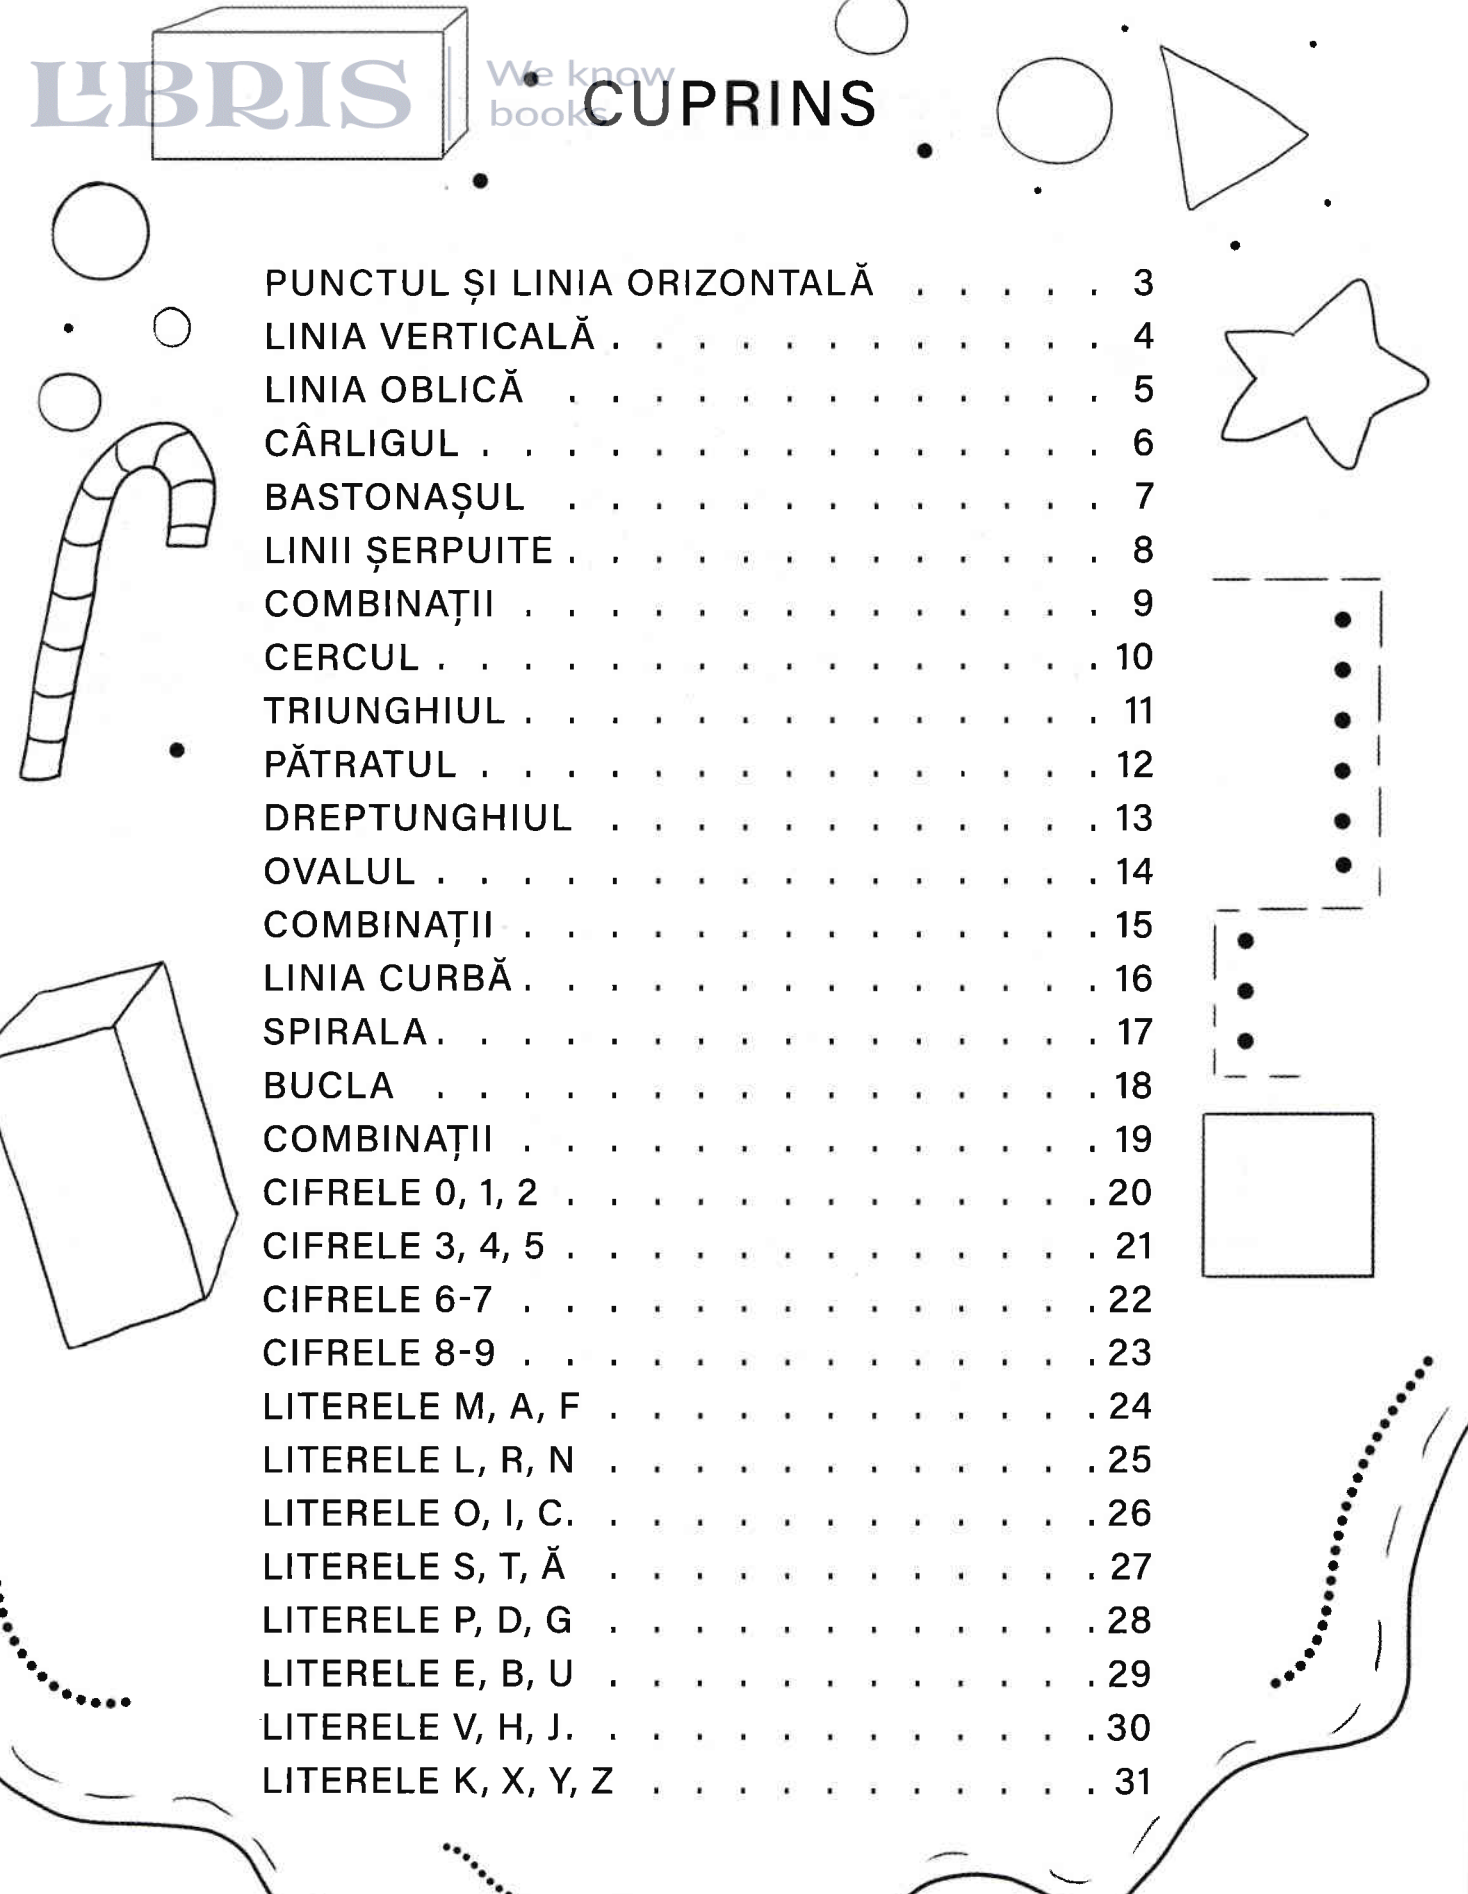 LIBRIS
We know
books
CUPRINS
PUNCTUL ȘI LINIA ORIZONTALĂ . . . . . 3
LINIA VERTICALĂ . . . . . . . . . . . . 4
LINIA OBLICĂ . . . . . . . . . . . . . 5
CÂRLIGUL . . . . . . . . . . . . . . . 6
BASTONAȘUL . . . . . . . . . . . . . 7
LINII ȘERPUITE . . . . . . . . . . . . . 8
COMBINAȚII . . . . . . . . . . . . . . 9
CERCUL . . . . . . . . . . . . . . . . 10
TRIUNGHIUL . . . . . . . . . . . . . . 11
PĂTRATUL . . . . . . . . . . . . . . . 12
DREPTUNGHIUL . . . . . . . . . . . . 13
OVALUL . . . . . . . . . . . . . . . . 14
COMBINAȚII . . . . . . . . . . . . . . 15
LINIA CURBĂ . . . . . . . . . . . . . . 16
SPIRALA . . . . . . . . . . . . . . . . 17
BUCLA . . . . . . . . . . . . . . . . 18
COMBINAȚII . . . . . . . . . . . . . . 19
CIFRELE 0, 1, 2 . . . . . . . . . . . . . 20
CIFRELE 3, 4, 5 . . . . . . . . . . . . . 21
CIFRELE 6-7 . . . . . . . . . . . . . . 22
CIFRELE 8-9 . . . . . . . . . . . . . . 23
LITERELE M, A, F . . . . . . . . . . . . 24
LITERELE L, R, N . . . . . . . . . . . . 25
LITERELE O, I, C . . . . . . . . . . . . . 26
LITERELE S, T, Ă . . . . . . . . . . . . 27
LITERELE P, D, G . . . . . . . . . . . . 28
LITERELE E, B, U . . . . . . . . . . . . 29
LITERELE V, H, J . . . . . . . . . . . . . 30
LITERELE K, X, Y, Z . . . . . . . . . . . 31